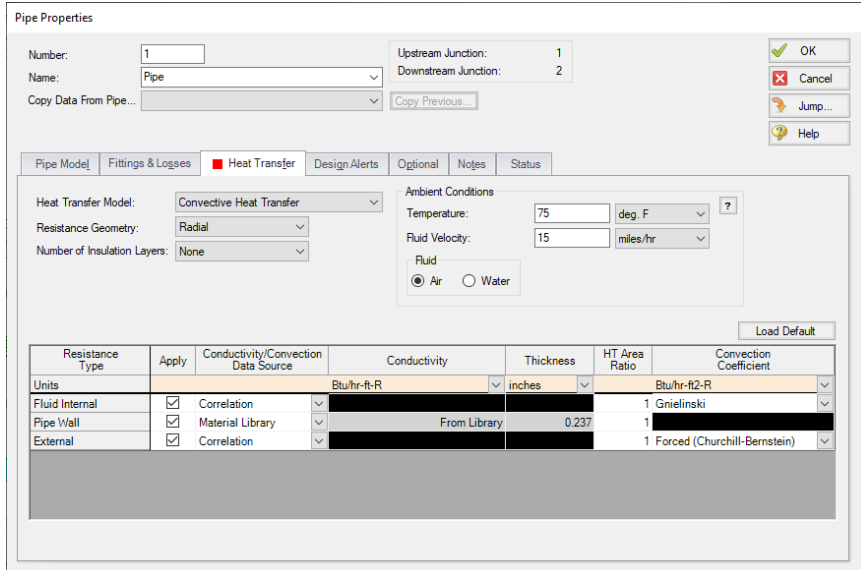 Pipe Properties
Number: 1
Name: Pipe
Copy Data From Pipe... Copy Previous...
Upstream Junction: 1
Downstream Junction: 2
OK
Cancel
Jump...
Help
Pipe Model Fittings & Losses Heat Transfer Design Alerts Optional Notes Status
Heat Transfer Model: Convective Heat Transfer
Resistance Geometry: Radial
Number of Insulation Layers: None
Ambient Conditions
Temperature: 75 deg. F ?
Fluid Velocity: 15 miles/hr
Fluid
Air Water
Load Default
Resistance Type Apply Conductivity/Convection Data Source Conductivity Thickness HT Area Ratio Convection Coefficient
Units Btu/hr-ft-R inches Btu/hr-ft2-R
Fluid Internal Correlation 1 Gnielinski
Pipe Wall Material Library From Library 0.237 1
External Correlation 1 Forced (Churchill-Bernstein)